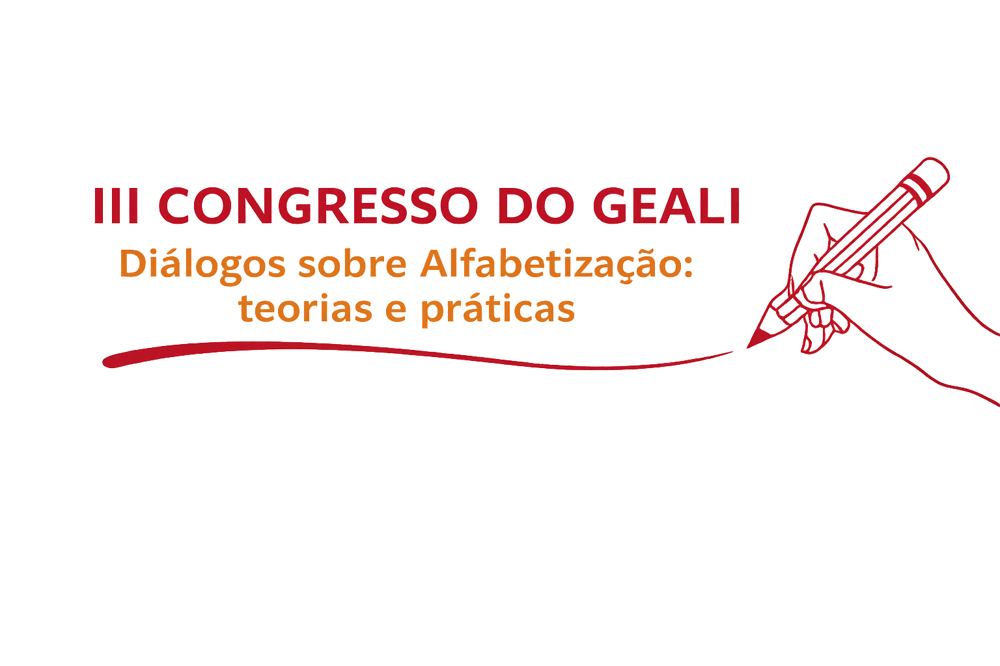 III CONGRESSO DO GEALI
Diálogos sobre Alfabetização:
teorias e práticas